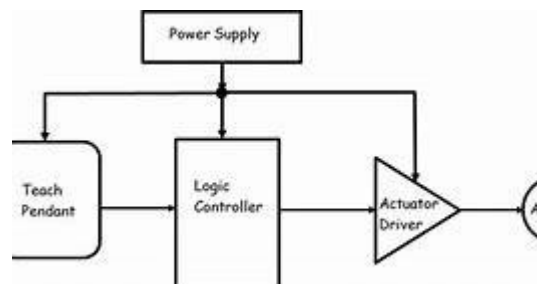 Power Supply
Teach
Pendant
Logic
Controller
Actuator
Driver
A